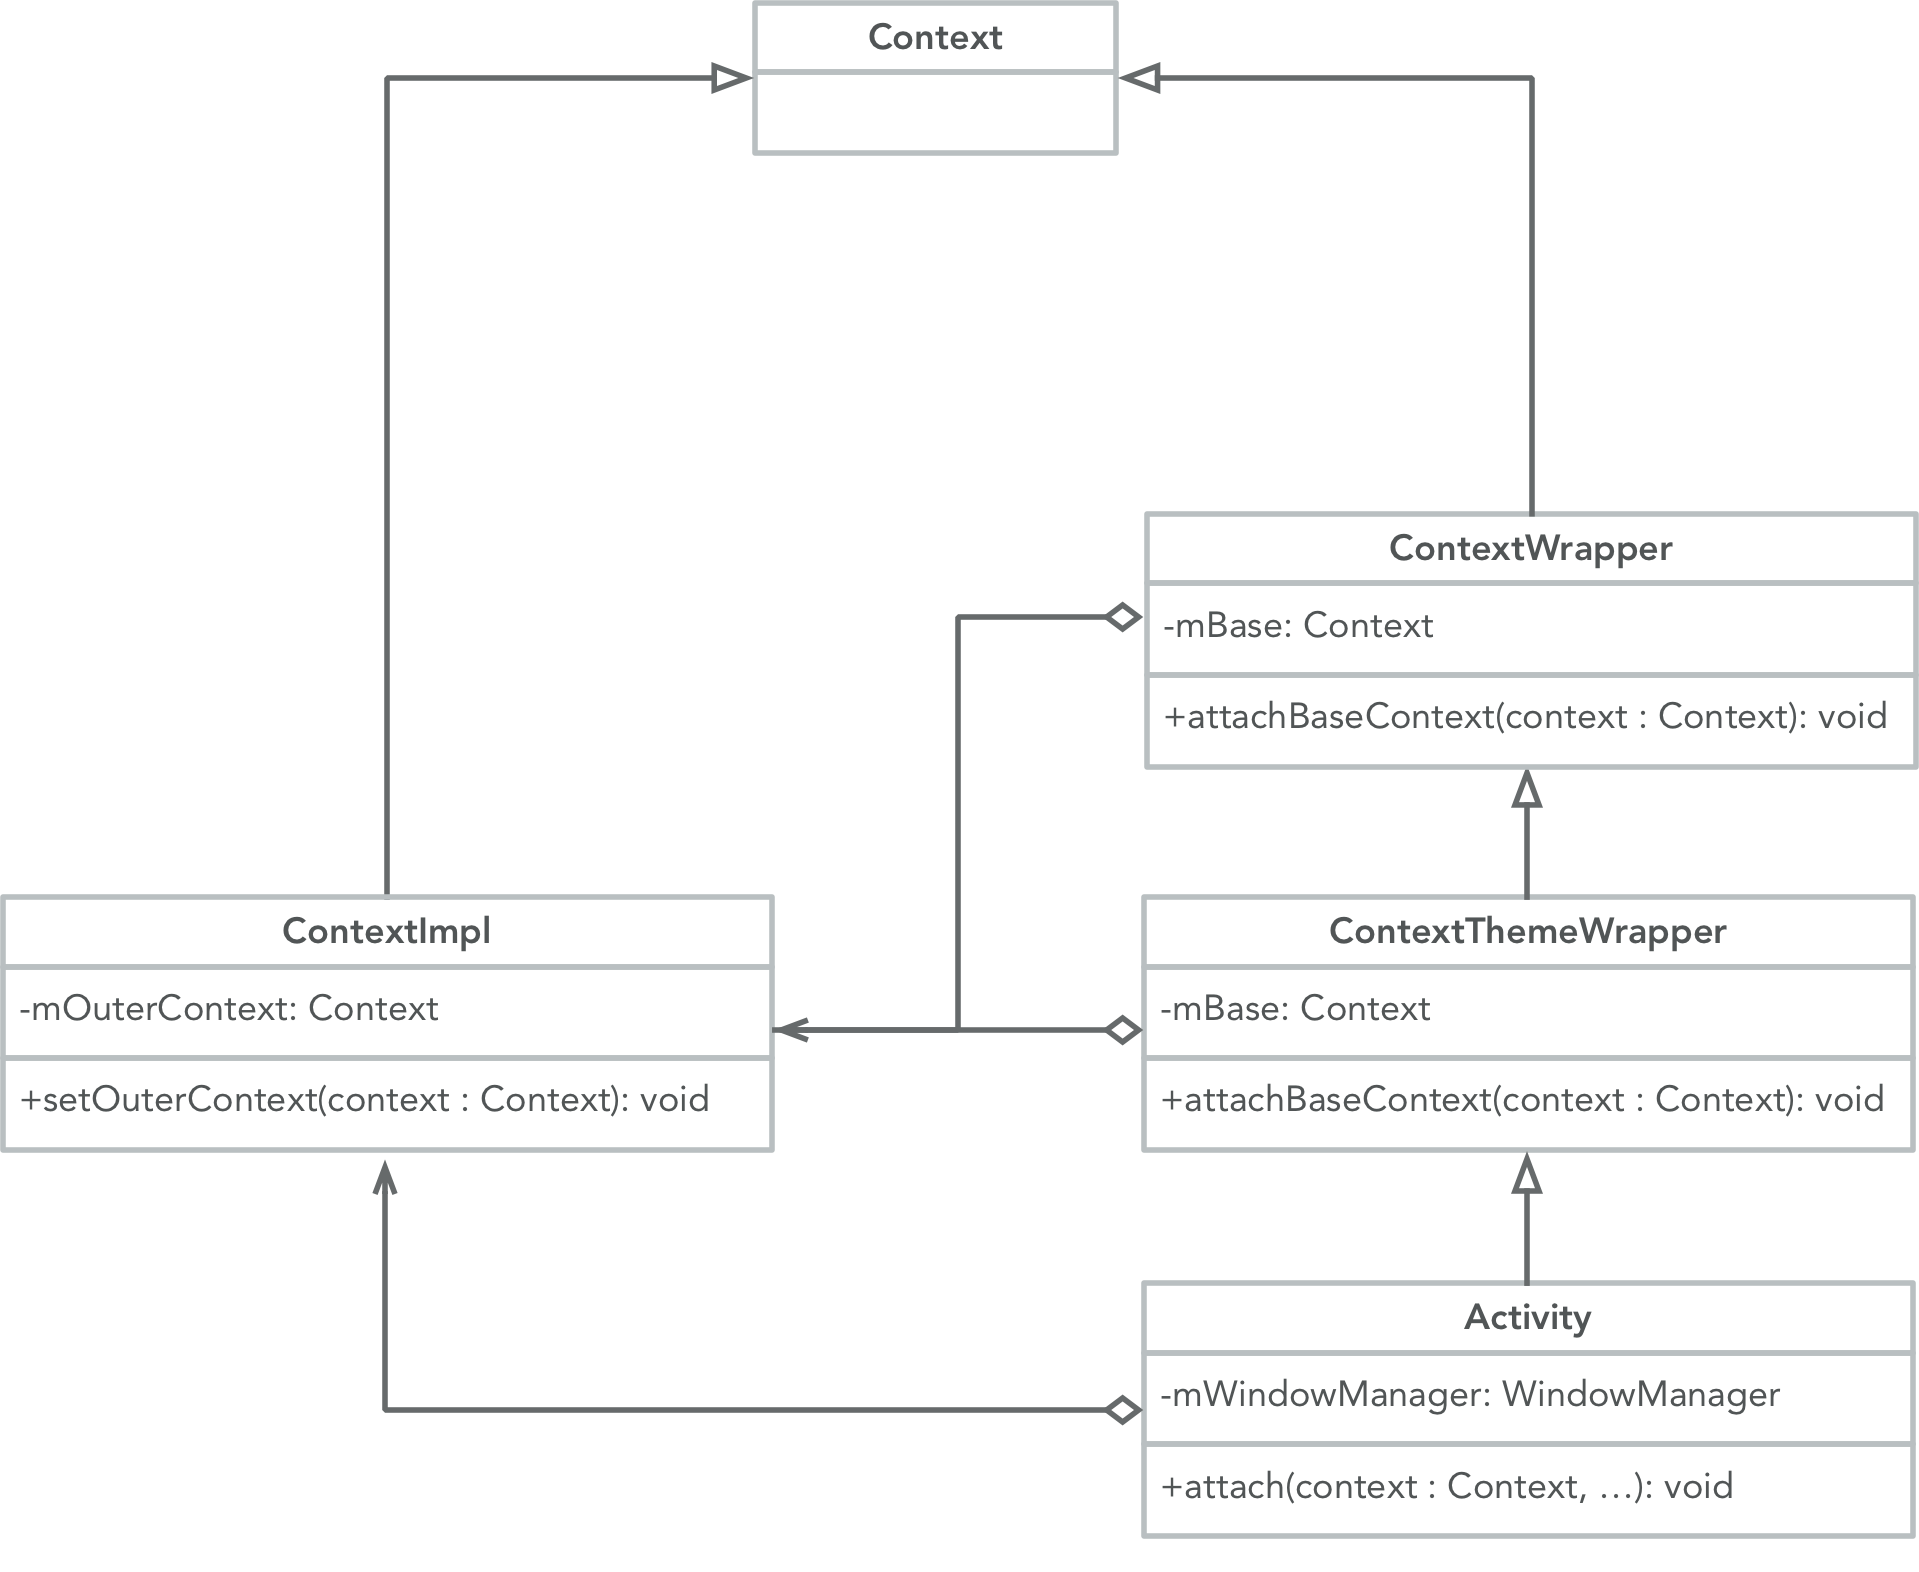 Context
ContextWrapper
-mBase: Context
+attachBaseContext(context : Context): void
ContextImpl
-mOuterContext: Context
+setOuterContext(context : Context): void
ContextThemeWrapper
-mBase: Context
+attachBaseContext(context : Context): void
Activity
-mWindowManager: WindowManager
+attach(context : Context, …): void